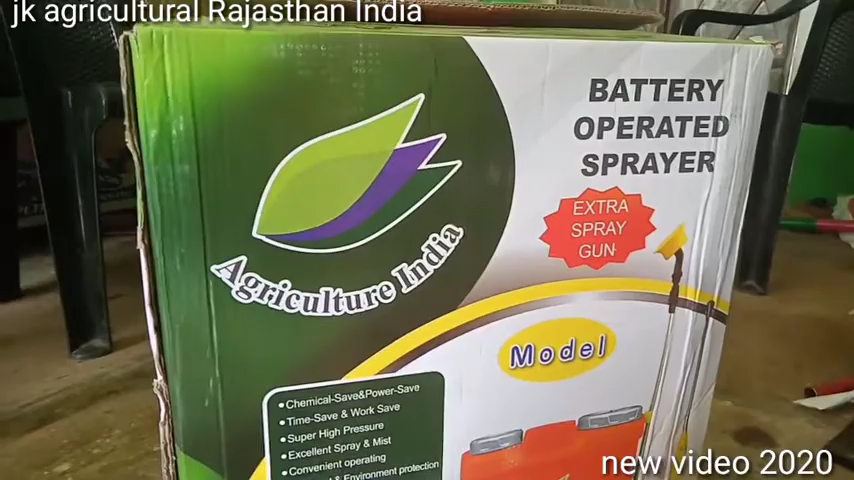 jk agricultural Rajasthan India
BATTERY
OPERATED
SPRAYER
EXTRA
SPRAY
GUN
Agriculture India
Model
• Chemical-Save&Power-Save
• Time-Save & Work Save
• Super High Pressure
• Excellent Spray & Mist
• Convenient operating
& Environment protection
new video 2020